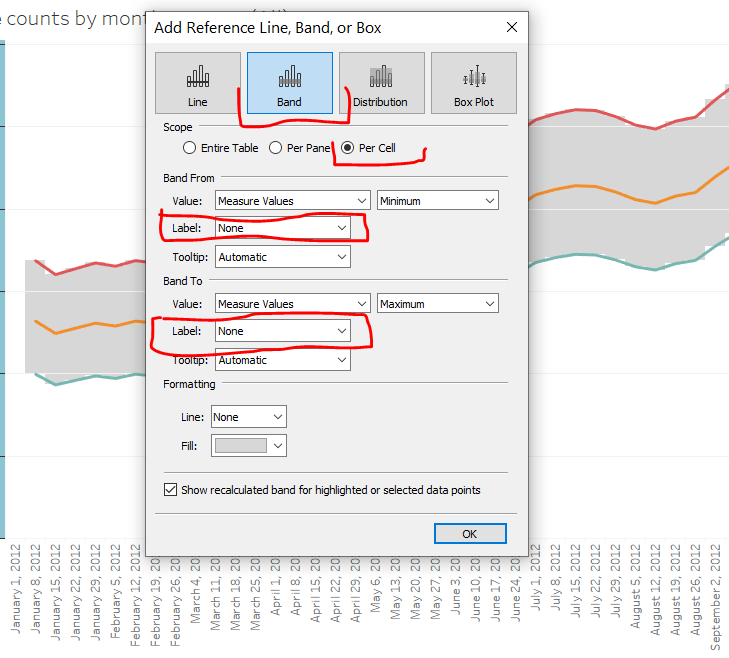 counts by mon
Add Reference Line, Band, or Box
Line Band Distribution Box Plot
Scope
Entire Table Per Pane Per Cell
Band From
Value: Measure Values Minimum
Label: None
Tooltip: Automatic
Band To
Value: Measure Values Maximum
Label: None
Tooltip: Automatic
Formatting
Line: None
Fill:
Show recalculated band for highlighted or selected data points
OK
January 1, 2012
January 8, 2012
January 15, 2012
January 22, 2012
January 29, 2012
February 5, 2012
February 12, 2012
February 19, 2012
February 26, 20
March 4, 20
March 11, 20
March 18, 20
March 25, 20
April 1, 20
April 8, 20
April 15, 20
April 22, 20
April 29, 20
May 6, 20
May 13, 20
May 20, 20
May 27, 20
June 3, 20
June 10, 20
June 17, 20
June 24, 20
July 1, 2012
July 8, 2012
July 15, 2012
July 22, 2012
July 29, 2012
August 5, 2012
August 12, 2012
August 19, 2012
August 26, 2012
September 2, 2012